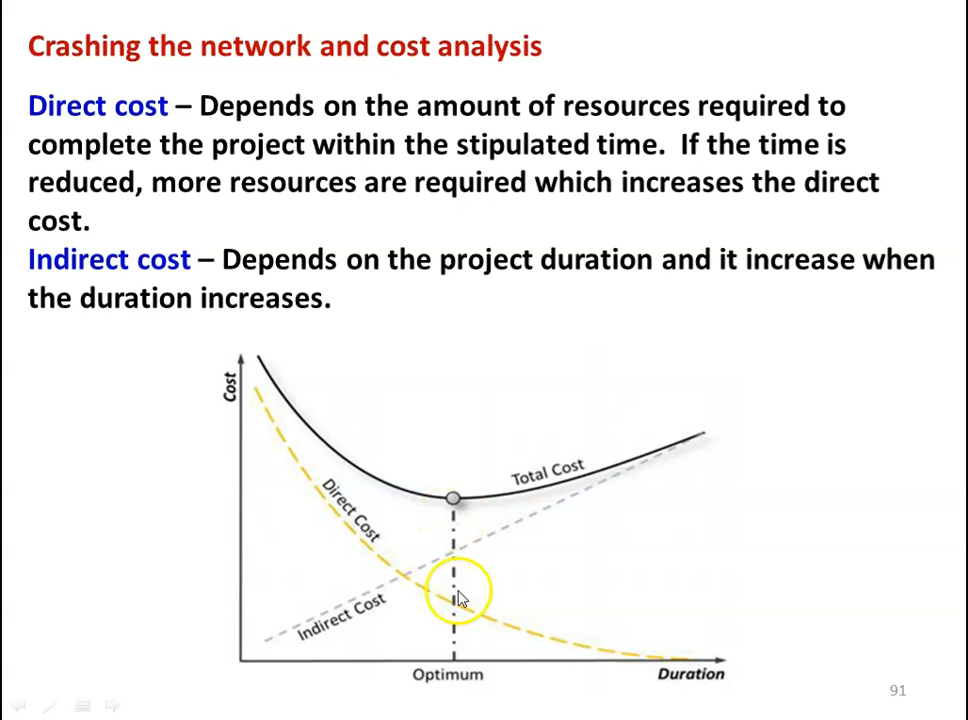 Crashing the network and cost analysis
Direct cost – Depends on the amount of resources required to
complete the project within the stipulated time.  If the time is
reduced, more resources are required which increases the direct
cost.
Indirect cost – Depends on the project duration and it increase when
the duration increases.
Cost
Total Cost
Direct Cost
Indirect Cost
Optimum
Duration
91